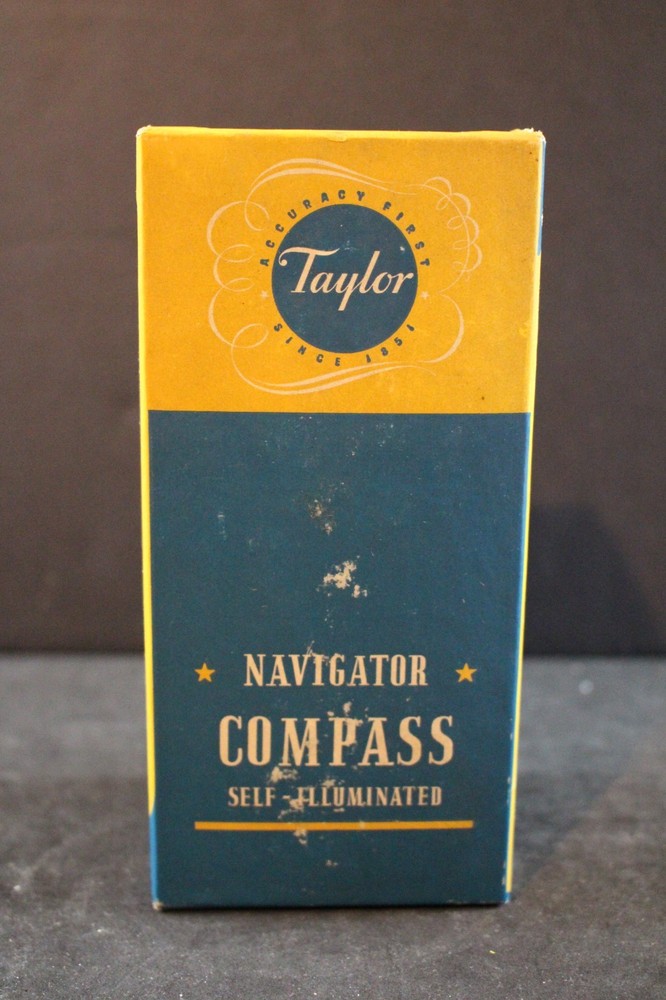 ACCURACY FIRST
Taylor
SINCE 1851
NAVIGATOR
COMPASS
SELF-ILLUMINATED